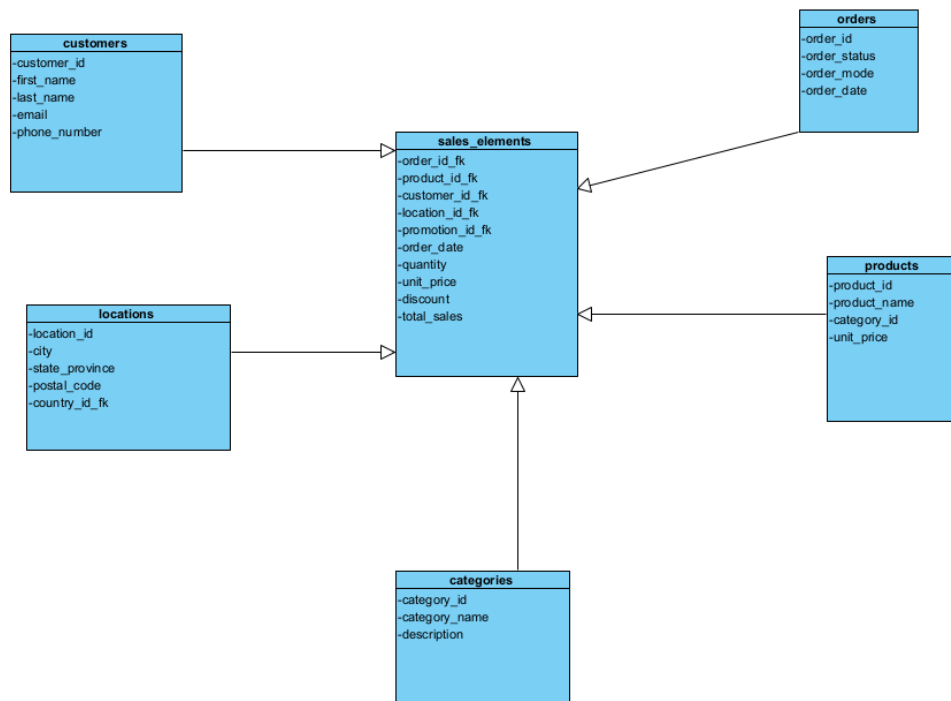 customers
-customer_id
-first_name
-last_name
-email
-phone_number
orders
-order_id
-order_status
-order_mode
-order_date
sales_elements
-order_id_fk
-product_id_fk
-customer_id_fk
-location_id_fk
-promotion_id_fk
-order_date
-quantity
-unit_price
-discount
-total_sales
products
-product_id
-product_name
-category_id
-unit_price
locations
-location_id
-city
-state_province
-postal_code
-country_id_fk
categories
-category_id
-category_name
-description